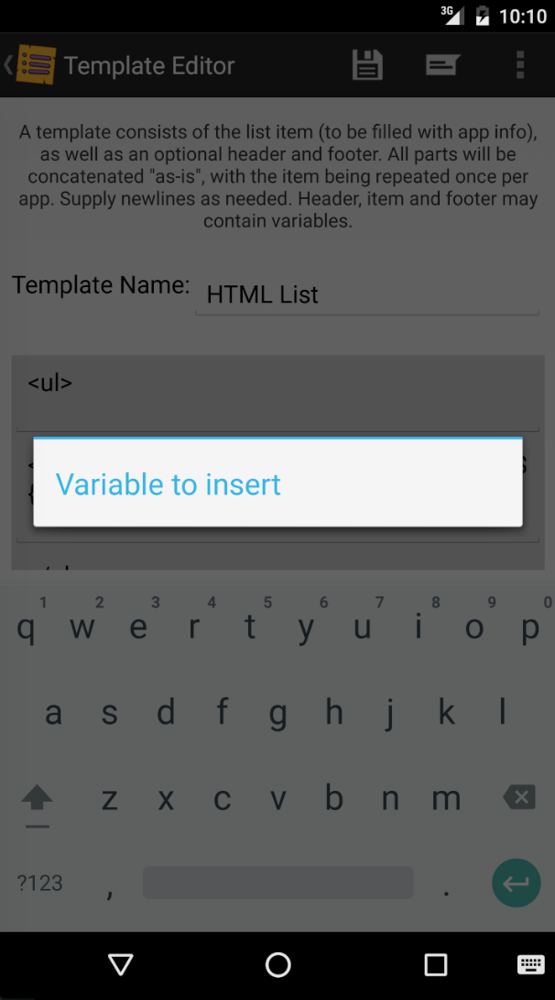 3G 10:10
Template Editor
A template consists of the list item (to be filled with app info),
as well as an optional header and footer. All parts will be
concatenated "as-is", with the item being repeated once per
app. Supply newlines as needed. Header, item and footer may
contain variables.
Template Name: HTML List
<ul>
Variable to insert
1 2 3 4 5 6 7 8 9 0
q w e r t y u i o p
a s d f g h j k l
z x c v b n m
?123 , .